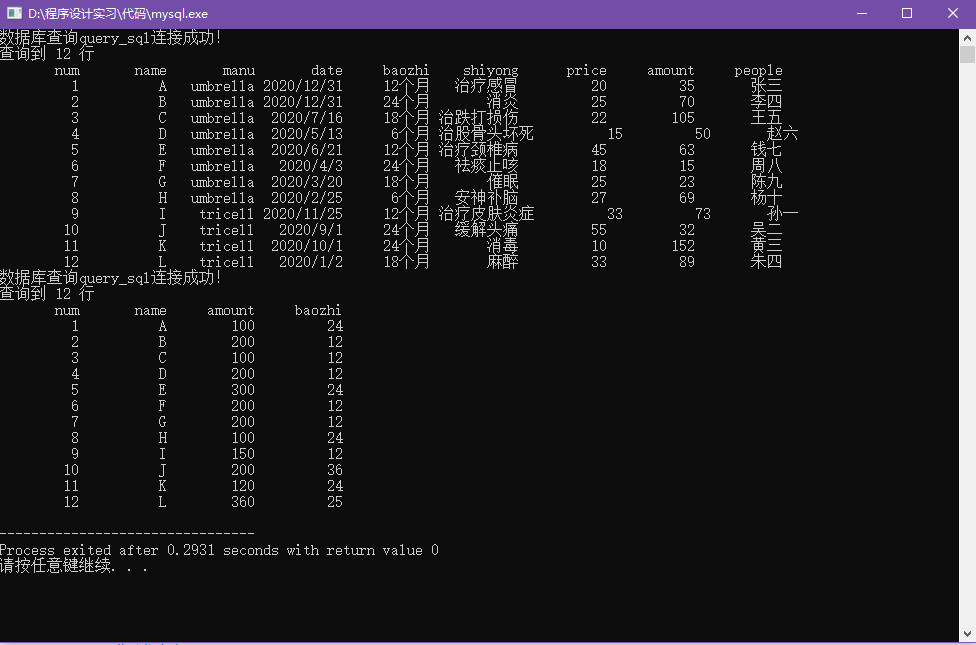 D:\程序设计实习\代码\mysql.exe
数据库查询query_sql连接成功!
查询到 12 行
num name manu date baozhi shiyong price amount people
1 A umbrella 2020/12/31 12个月 治疗感冒 20 35 张三
2 B umbrella 2020/12/31 24个月 消炎 25 70 李四
3 C umbrella 2020/7/16 18个月 治跌打损伤 22 105 王五
4 D umbrella 2020/5/13 6个月 治股骨头坏死 15 50 赵六
5 E umbrella 2020/6/21 12个月 治疗颈椎病 45 63 钱七
6 F umbrella 2020/4/3 24个月 祛痰止咳 18 15 周八
7 G umbrella 2020/3/20 18个月 催眠 25 23 陈九
8 H umbrella 2020/2/25 6个月 安神补脑 27 69 杨十
9 I tricell 2020/11/25 12个月 治疗皮肤炎症 33 73 孙一
10 J tricell 2020/9/1 24个月 缓解头痛 55 32 吴二
11 K tricell 2020/10/1 24个月 消毒 10 152 黄三
12 L tricell 2020/1/2 18个月 麻醉 33 89 朱四
数据库查询query_sql连接成功!
查询到 12 行
num name amount baozhi
1 A 100 24
2 B 200 12
3 C 100 12
4 D 200 12
5 E 300 24
6 F 200 12
7 G 200 12
8 H 100 24
9 I 150 12
10 J 200 36
11 K 120 24
12 L 360 25
--------------------------------
Process exited after 0.2931 seconds with return value 0
请按任意键继续. . .